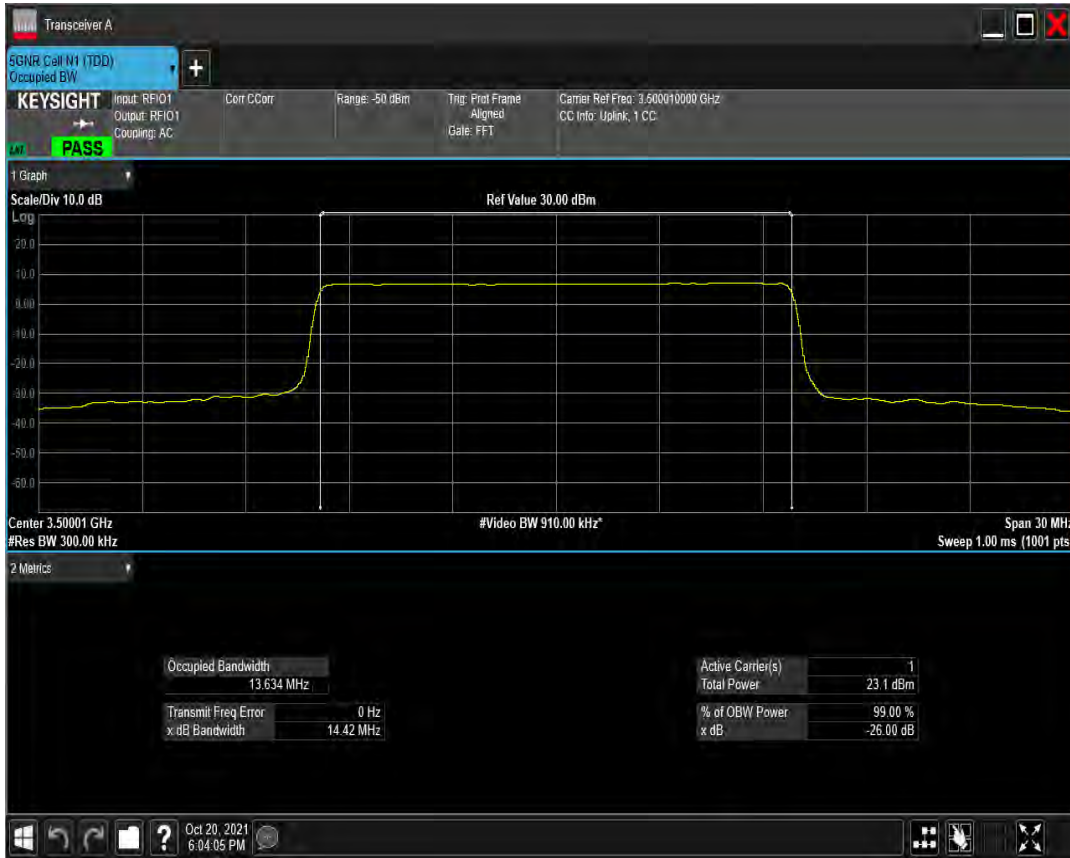 Transceiver A
5GNR Cell N1 (TDD)
Occupied BW
KEYSIGHT
Input: RFIO1
Output: RFIO1
Coupling: AC
Corr CCorr
Range: -50 dBm
Trig: Prot Frame
Aligned
Gate: FFT
Carrier Ref Freq: 3.500010000 GHz
CC Info: Uplink, 1 CC
PASS
1 Graph
Scale/Div 10.0 dB
Ref Value 30.00 dBm
Log
20.0
10.0
0.00
-10.0
-20.0
-30.0
-40.0
-50.0
-60.0
Center 3.50001 GHz
#Video BW 910.00 kHz*
Span 30 MHz
#Res BW 300.00 kHz
Sweep 1.00 ms (1001 pts
2 Metrics
Occupied Bandwidth
13.634 MHz
Transmit Freq Error 0 Hz
x dB Bandwidth 14.42 MHz
Active Carrier(s) 1
Total Power 23.1 dBm
% of OBW Power 99.00 %
x dB -26.00 dB
?
Oct 20, 2021
6:04:05 PM